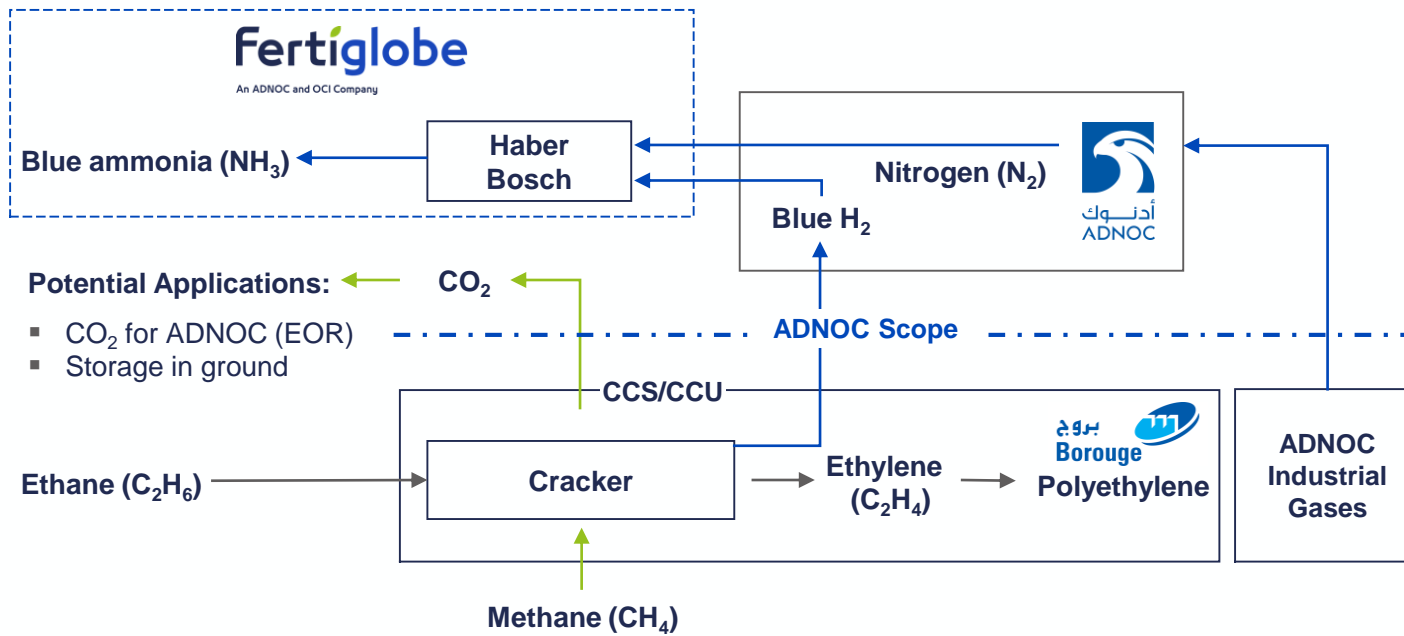 Fertiglobe
An ADNOC and OCI Company
Haber
Bosch
Blue ammonia (NH₃)
Nitrogen (N₂)
Blue H₂
أدنــوك
ADNOC
Potential Applications:
CO₂
▪ CO₂ for ADNOC (EOR)
▪ Storage in ground
ADNOC Scope
CCS/CCU
بروج
Borouge
Ethane (C₂H₆)
Cracker
Ethylene
(C₂H₄)
Polyethylene
ADNOC
Industrial
Gases
Methane (CH₄)